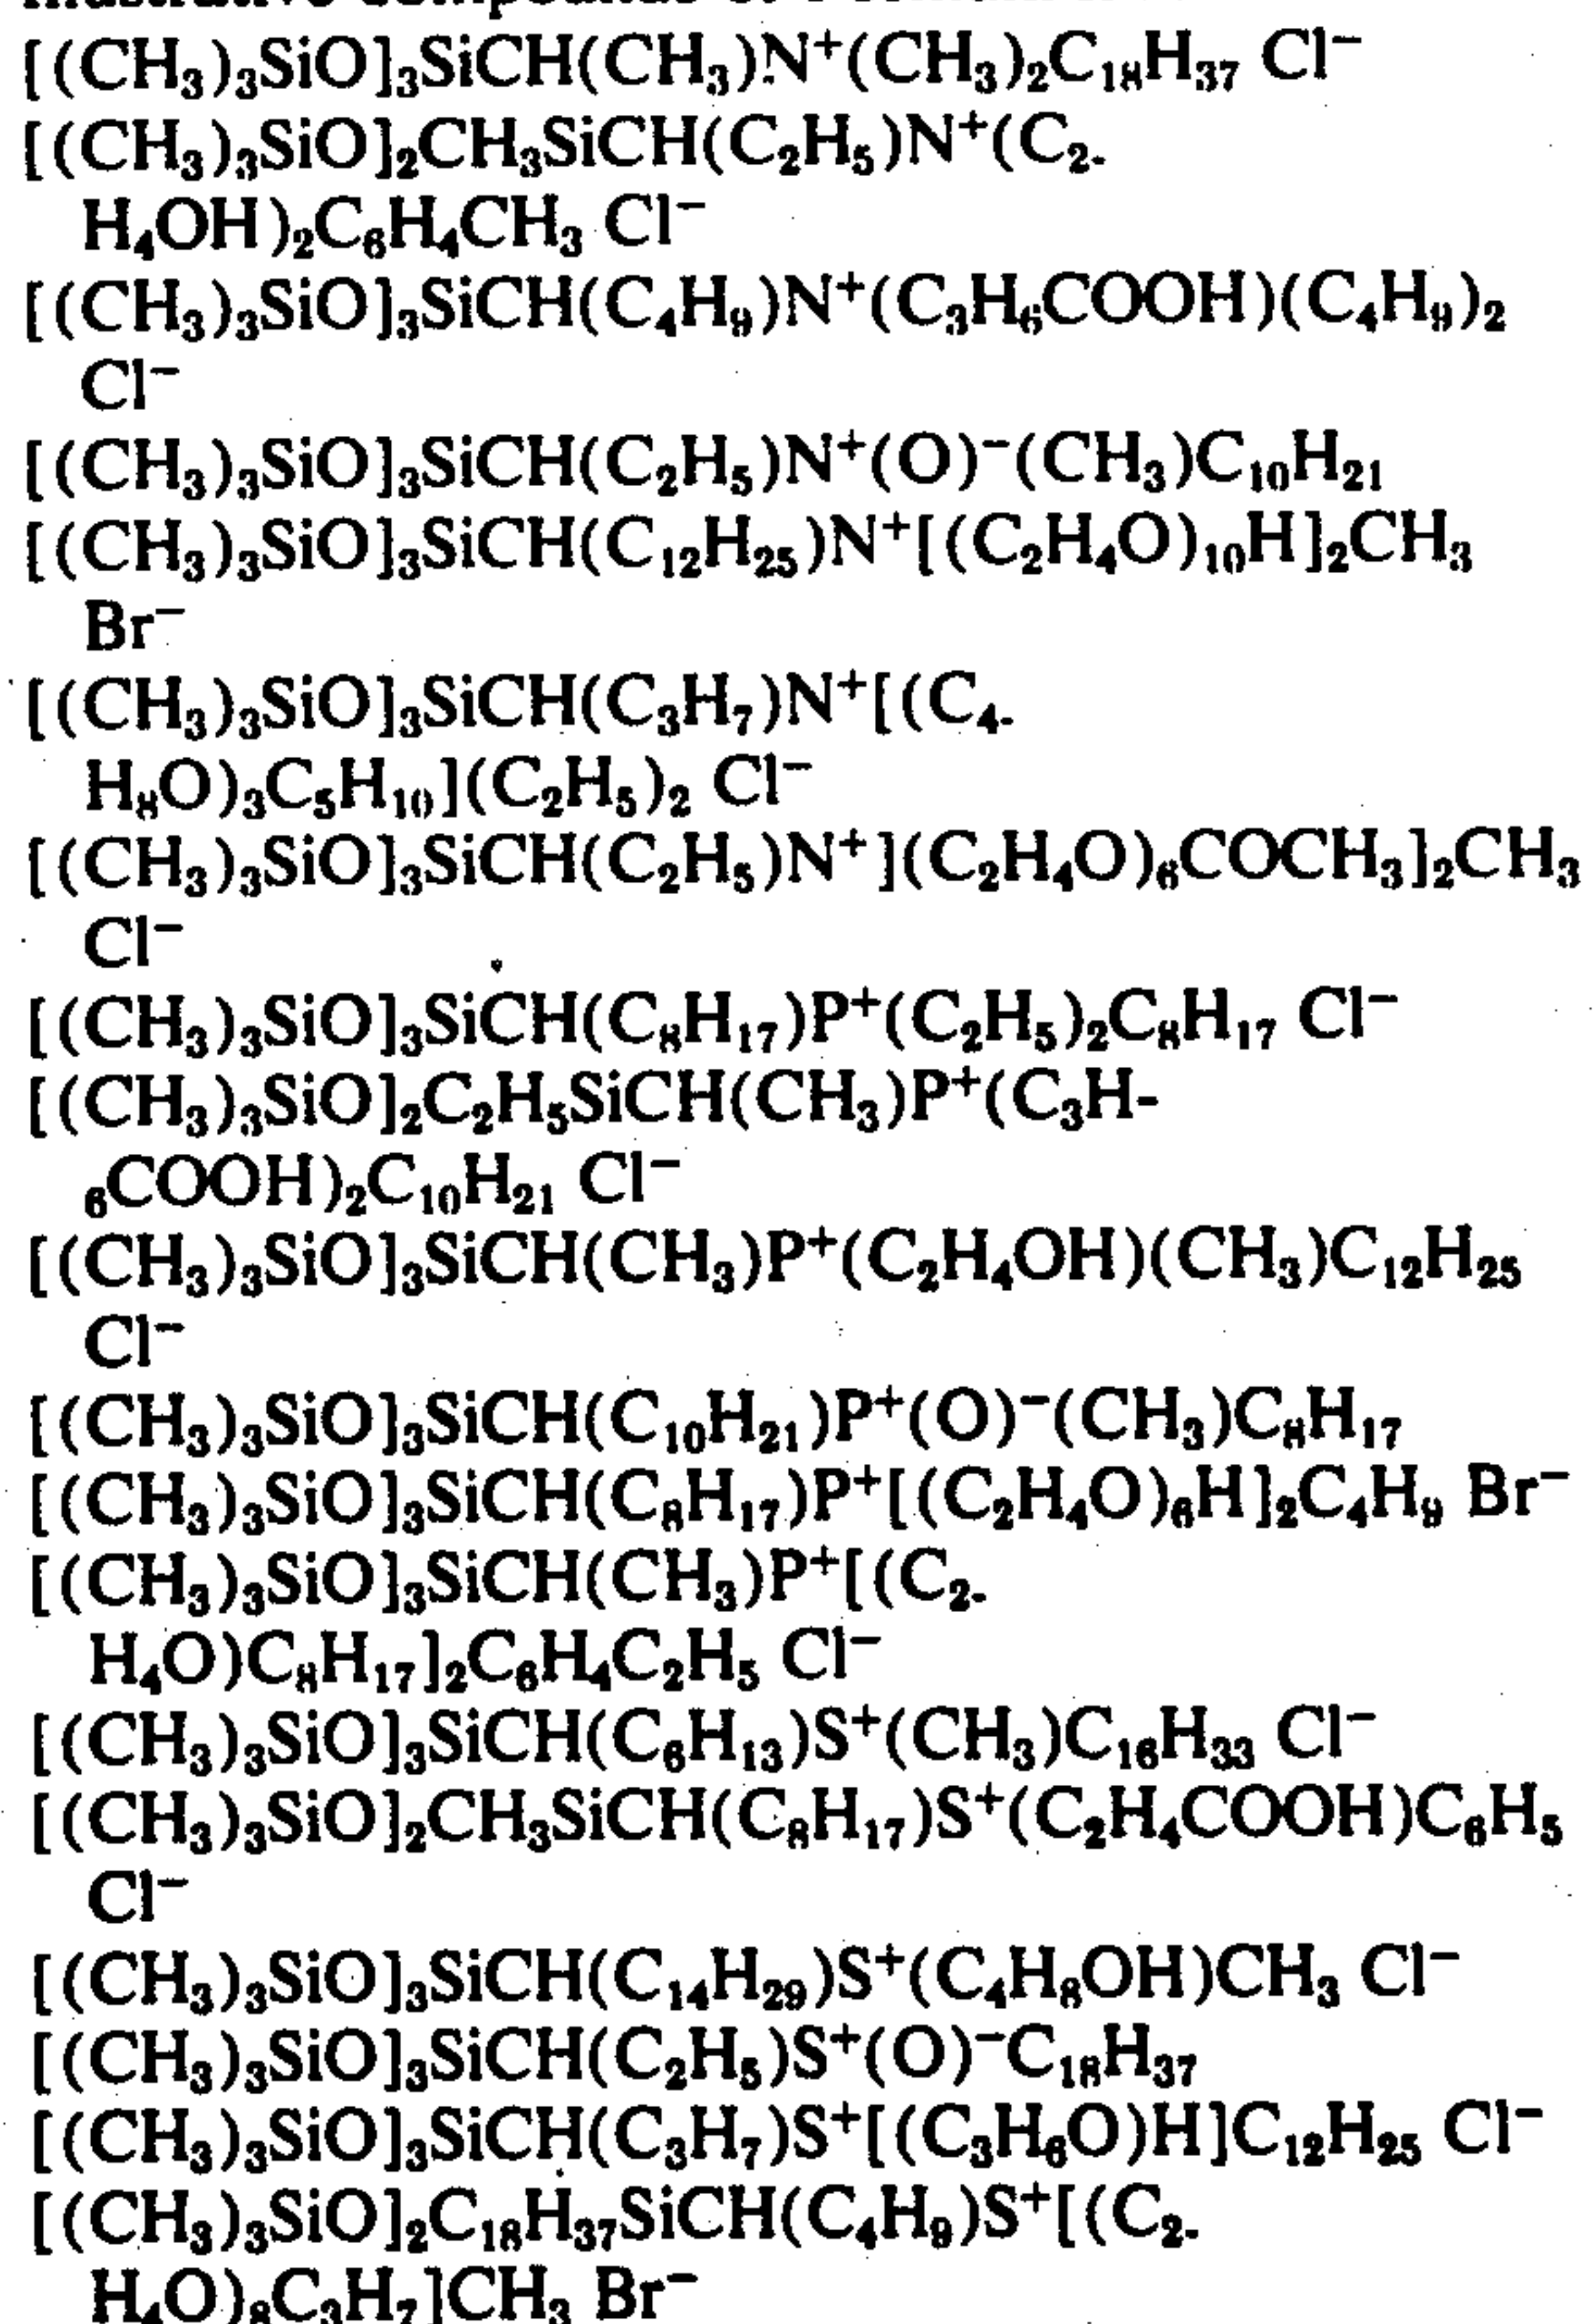 [(CH₃)₃SiO]₃SiCH(CH₃)N⁺(CH₃)₂C₁₈H₃₇ Cl⁻
[(CH₃)₃SiO]₂CH₃SiCH(C₂H₅)N⁺(C₂-
H₄OH)₂C₆H₄CH₃ Cl⁻
[(CH₃)₃SiO]₃SiCH(C₄H₉)N⁺(C₃H₆COOH)(C₄H₉)₂
Cl⁻
[(CH₃)₃SiO]₃SiCH(C₂H₅)N⁺(O)⁻(CH₃)C₁₀H₂₁
[(CH₃)₃SiO]₃SiCH(C₁₂H₂₅)N⁺[(C₂H₄O)₁₀H]₂CH₃
Br⁻
[(CH₃)₃SiO]₃SiCH(C₃H₇)N⁺[(C₄-
H₈O)₃C₅H₁₀](C₂H₅)₂ Cl⁻
[(CH₃)₃SiO]₃SiCH(C₂H₅)N⁺](C₂H₄O)₆COCH₃]₂CH₃
Cl⁻
[(CH₃)₃SiO]₃SiCH(C₈H₁₇)P⁺(C₂H₅)₂C₈H₁₇ Cl⁻
[(CH₃)₃SiO]₂C₂H₅SiCH(CH₃)P⁺(C₃H-
₆COOH)₂C₁₀H₂₁ Cl⁻
[(CH₃)₃SiO]₃SiCH(CH₃)P⁺(C₂H₄OH)(CH₃)C₁₂H₂₅
Cl⁻
[(CH₃)₃SiO]₃SiCH(C₁₀H₂₁)P⁺(O)⁻(CH₃)C₈H₁₇
[(CH₃)₃SiO]₃SiCH(C₈H₁₇)P⁺[(C₂H₄O)₆H]₂C₄H₉ Br⁻
[(CH₃)₃SiO]₃SiCH(CH₃)P⁺[(C₂-
H₄O)C₈H₁₇]₂C₆H₄C₂H₅ Cl⁻
[(CH₃)₃SiO]₃SiCH(C₆H₁₃)S⁺(CH₃)C₁₆H₃₃ Cl⁻
[(CH₃)₃SiO]₂CH₃SiCH(C₈H₁₇)S⁺(C₂H₄COOH)C₆H₅
Cl⁻
[(CH₃)₃SiO]₃SiCH(C₁₄H₂₉)S⁺(C₄H₈OH)CH₃ Cl⁻
[(CH₃)₃SiO]₃SiCH(C₂H₅)S⁺(O)⁻C₁₈H₃₇
[(CH₃)₃SiO]₃SiCH(C₃H₇)S⁺[(C₃H₆O)H]C₁₂H₂₅ Cl⁻
[(CH₃)₃SiO]₂C₁₈H₃₇SiCH(C₄H₉)S⁺[(C₂-
H₄O)₈C₃H₇]CH₃ Br⁻